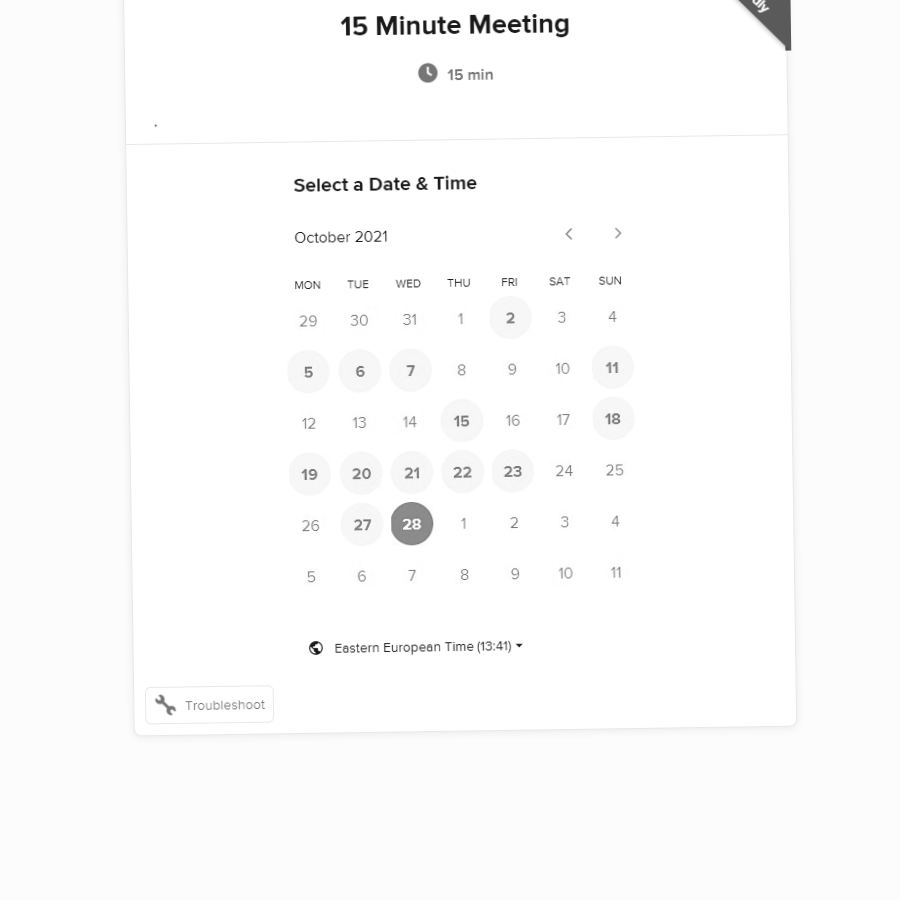 15 Minute Meeting
15 min
.
Select a Date & Time
October 2021
MON TUE WED THU FRI SAT SUN
29 30 31 1 2 3 4
5 6 7 8 9 10 11
12 13 14 15 16 17 18
19 20 21 22 23 24 25
26 27 28 1 2 3 4
5 6 7 8 9 10 11
Eastern European Time (13:41)
Troubleshoot